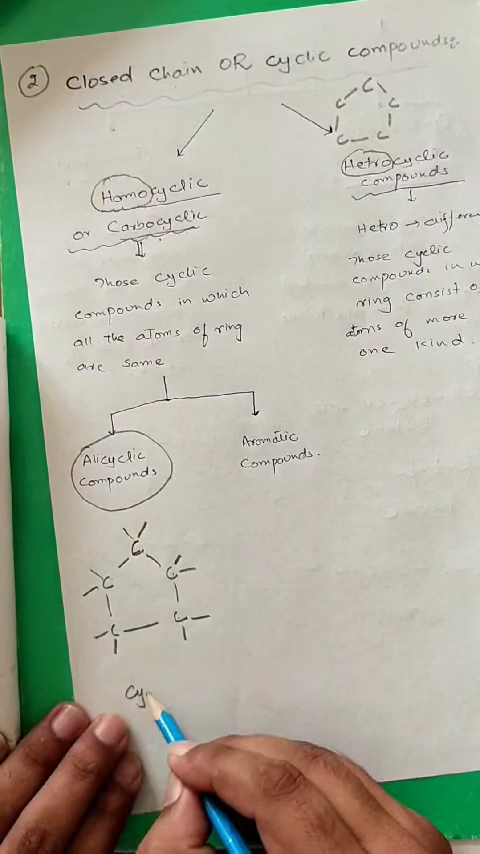 ② Closed Chain OR cyclic compounds:
C
C C
C C
Homocyclic
or Carbocyclic
Those cyclic
compounds in which
all the atoms of ring
are same
Hetrocyclic
compounds
Hetro → differen
Those cyclic
compounds in w
ring consist o
atoms of more
one kind.
Alicyclic
Compounds
Aromatic
Compounds.
C
C C
C C
Cy